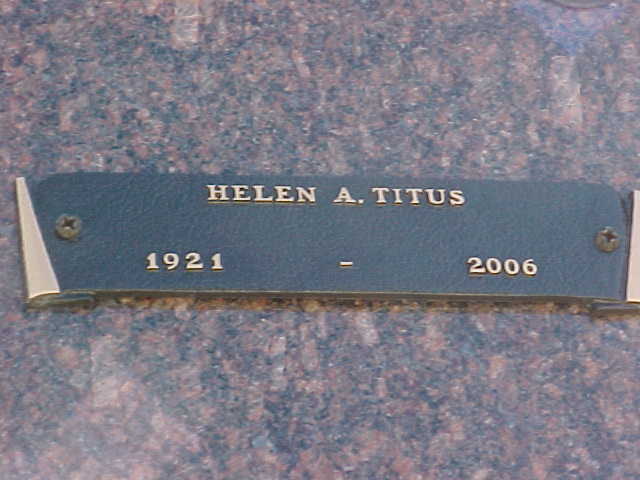 HELEN A. TITUS
1921 - 2006